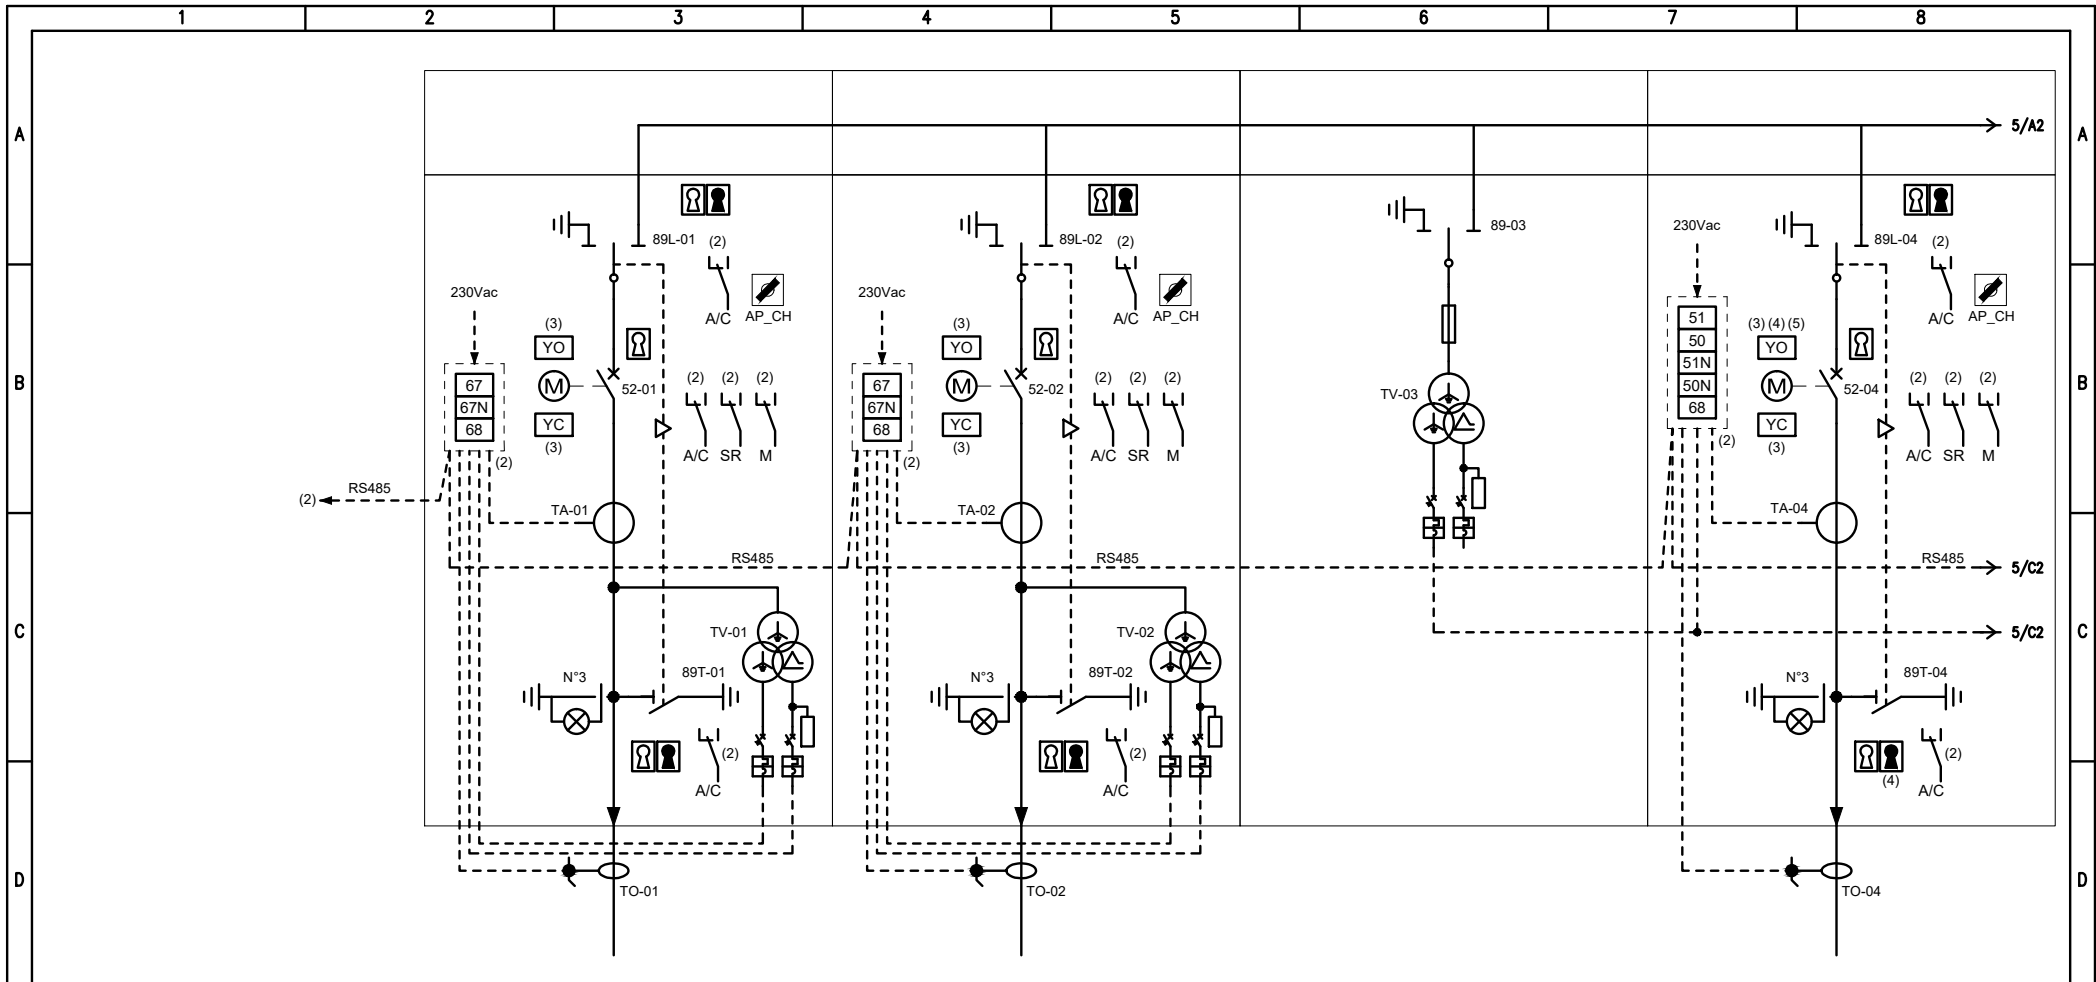 1 2 3 4 5 6 7 8
A 5/A2 A
89L-01 (2) 89L-02 (2) 89-03 230Vac 89L-04 (2)
230Vac A/C AP_CH 230Vac A/C AP_CH A/C AP_CH
(3) (3) 51 (3) (4) (5)
YO YO 50 YO
B 67 M 52-01 (2) (2) (2) 67 M 52-02 (2) (2) (2) TV-03 51N M 52-04 (2) (2) (2) B
67N 67N 50N
68 YC 68 YC 68 YC
(2) (3) A/C SR M (2) (3) A/C SR M (2) (3) A/C SR M
(2) RS485
TA-01 TA-02 TA-04
RS485 RS485 RS485 5/C2
C TV-01 TV-02 5/C2 C
N°3 89T-01 N°3 89T-02 N°3 89T-04
(2) (2) (2)
A/C A/C (4) A/C
D TO-01 TO-02 TO-04 D